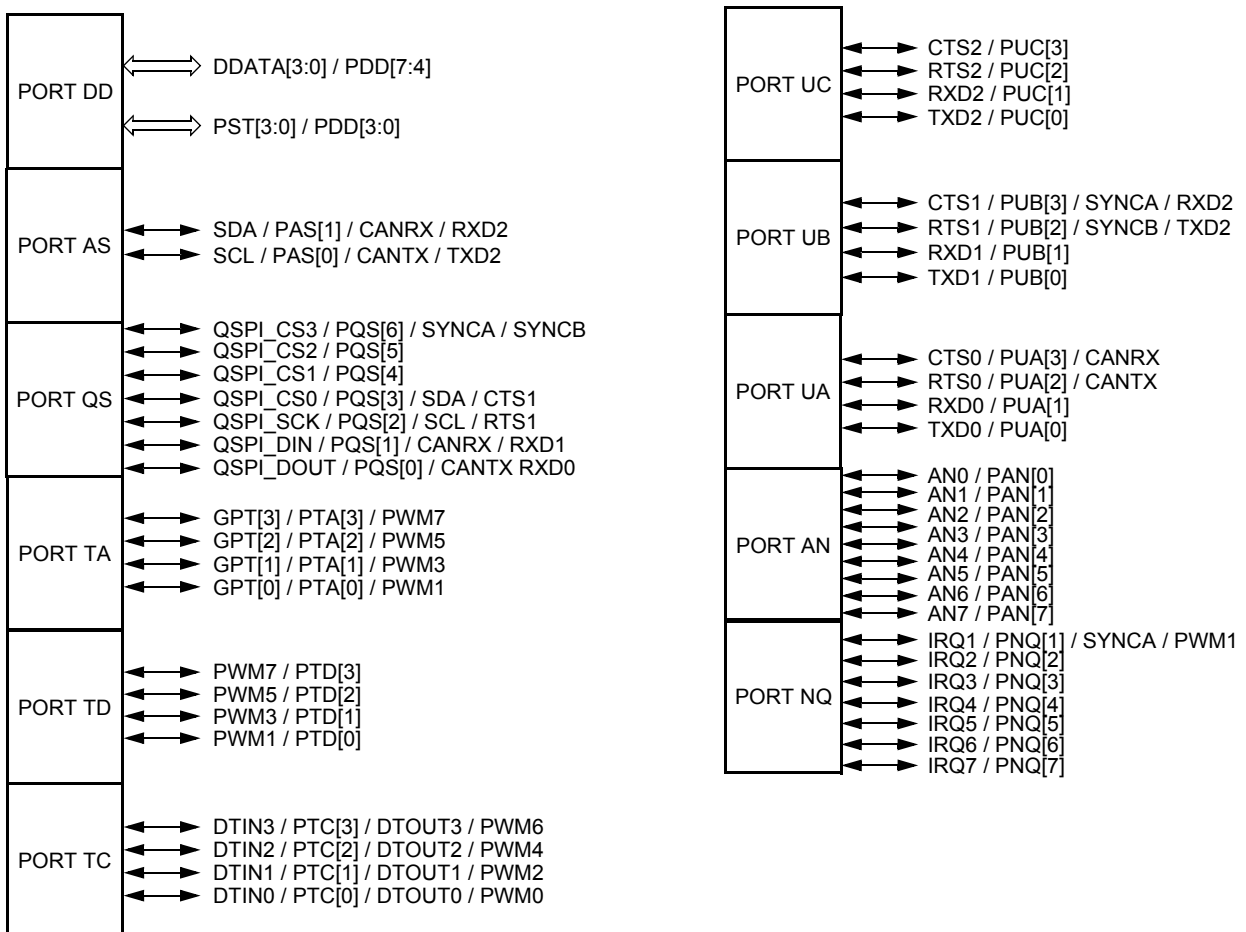 PORT DD
DDATA[3:0] / PDD[7:4]
PST[3:0] / PDD[3:0]
PORT AS
SDA / PAS[1] / CANRX / RXD2
SCL / PAS[0] / CANTX / TXD2
PORT QS
QSPI_CS3 / PQS[6] / SYNCA / SYNCB
QSPI_CS2 / PQS[5]
QSPI_CS1 / PQS[4]
QSPI_CS0 / PQS[3] / SDA / CTS1
QSPI_SCK / PQS[2] / SCL / RTS1
QSPI_DIN / PQS[1] / CANRX / RXD1
QSPI_DOUT / PQS[0] / CANTX RXD0
PORT TA
GPT[3] / PTA[3] / PWM7
GPT[2] / PTA[2] / PWM5
GPT[1] / PTA[1] / PWM3
GPT[0] / PTA[0] / PWM1
PORT TD
PWM7 / PTD[3]
PWM5 / PTD[2]
PWM3 / PTD[1]
PWM1 / PTD[0]
PORT TC
DTIN3 / PTC[3] / DTOUT3 / PWM6
DTIN2 / PTC[2] / DTOUT2 / PWM4
DTIN1 / PTC[1] / DTOUT1 / PWM2
DTIN0 / PTC[0] / DTOUT0 / PWM0
PORT UC
CTS2 / PUC[3]
RTS2 / PUC[2]
RXD2 / PUC[1]
TXD2 / PUC[0]
PORT UB
CTS1 / PUB[3] / SYNCA / RXD2
RTS1 / PUB[2] / SYNCB / TXD2
RXD1 / PUB[1]
TXD1 / PUB[0]
PORT UA
CTS0 / PUA[3] / CANRX
RTS0 / PUA[2] / CANTX
RXD0 / PUA[1]
TXD0 / PUA[0]
PORT AN
AN0 / PAN[0]
AN1 / PAN[1]
AN2 / PAN[2]
AN3 / PAN[3]
AN4 / PAN[4]
AN5 / PAN[5]
AN6 / PAN[6]
AN7 / PAN[7]
PORT NQ
IRQ1 / PNQ[1] / SYNCA / PWM1
IRQ2 / PNQ[2]
IRQ3 / PNQ[3]
IRQ4 / PNQ[4]
IRQ5 / PNQ[5]
IRQ6 / PNQ[6]
IRQ7 / PNQ[7]